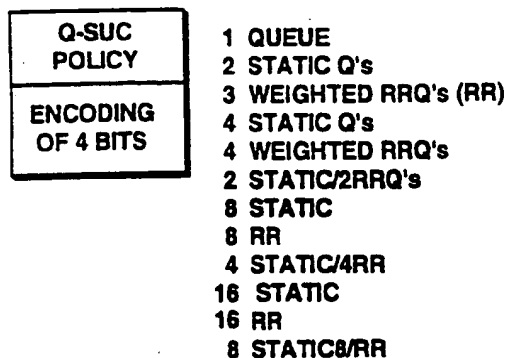 Q-SUC
POLICY
ENCODING
OF 4 BITS
1 QUEUE
2 STATIC Q's
3 WEIGHTED RRQ's (RR)
4 STATIC Q's
4 WEIGHTED RRQ's
2 STATIC/2RRQ's
8 STATIC
8 RR
4 STATIC/4RR
16 STATIC
16 RR
8 STATIC8/RR